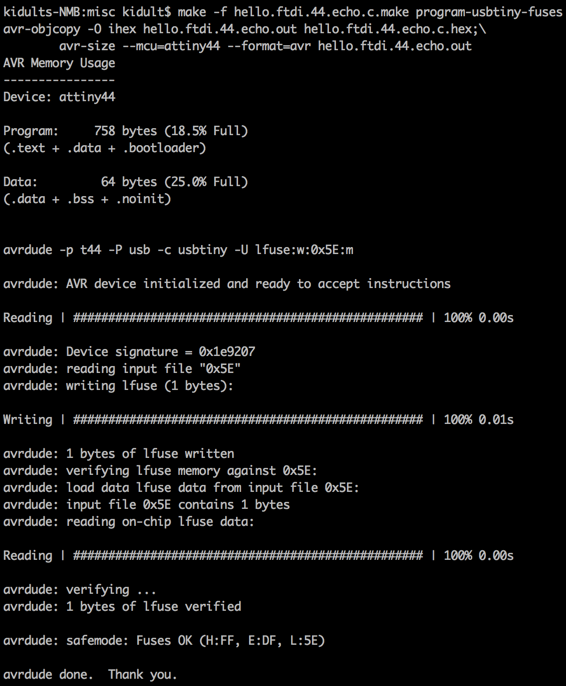 kidults-NMB:misc kidult$ make -f hello.ftdi.44.echo.c.make program-usbtiny-fuses
avr-objcopy -O ihex hello.ftdi.44.echo.out hello.ftdi.44.echo.c.hex;\
avr-size --mcu=attiny44 --format=avr hello.ftdi.44.echo.out
AVR Memory Usage
----------------
Device: attiny44
Program:     758 bytes (18.5% Full)
(.text + .data + .bootloader)
Data:         64 bytes (25.0% Full)
(.data + .bss + .noinit)
avrdude -p t44 -P usb -c usbtiny -U lfuse:w:0x5E:m
avrdude: AVR device initialized and ready to accept instructions
Reading | ################################################## | 100% 0.00s
avrdude: Device signature = 0x1e9207
avrdude: reading input file "0x5E"
avrdude: writing lfuse (1 bytes):
Writing | ################################################## | 100% 0.01s
avrdude: 1 bytes of lfuse written
avrdude: verifying lfuse memory against 0x5E:
avrdude: load data lfuse data from input file 0x5E:
avrdude: input file 0x5E contains 1 bytes
avrdude: reading on-chip lfuse data:
Reading | ################################################## | 100% 0.00s
avrdude: verifying ...
avrdude: 1 bytes of lfuse verified
avrdude: safemode: Fuses OK (H:FF, E:DF, L:5E)
avrdude done.  Thank you.